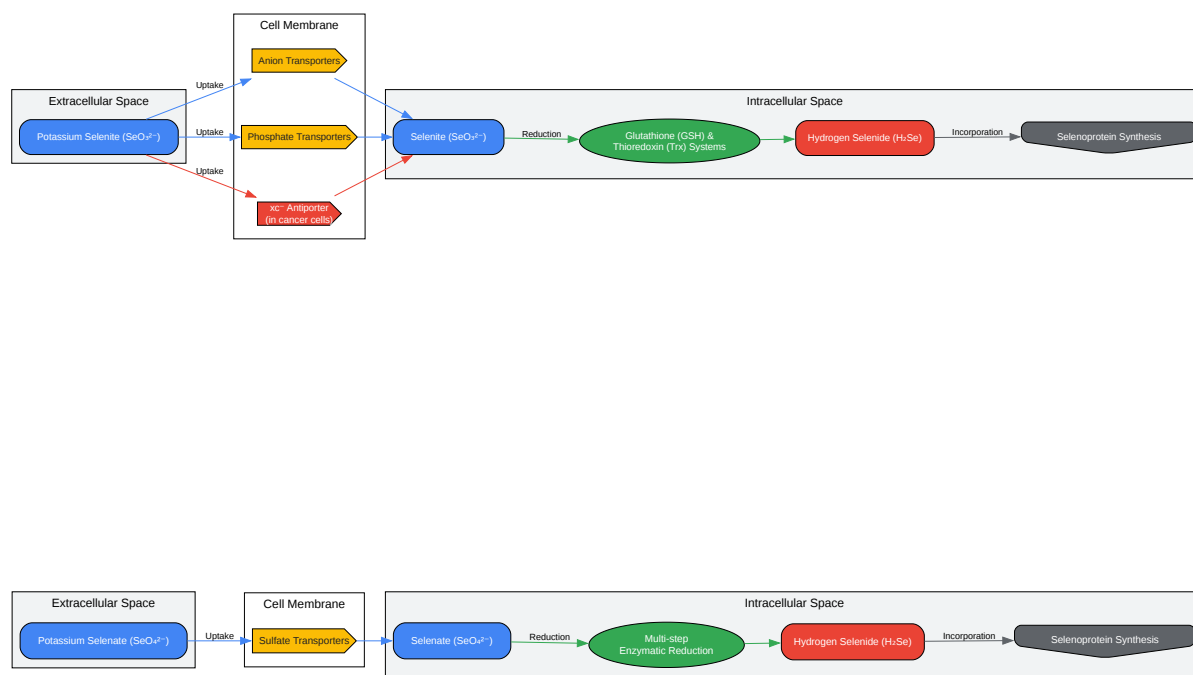 Cell Membrane
Anion Transporters
Uptake
Extracellular Space
Intracellular Space
Potassium Selenite (SeO₃²⁻)
Uptake
Phosphate Transporters
Selenite (SeO₃²⁻)
Reduction
Glutathione (GSH) &
Thioredoxin (Trx) Systems
Hydrogen Selenide (H₂Se)
Incorporation
Selenoprotein Synthesis
Uptake
xc⁻ Antiporter
(in cancer cells)
Extracellular Space
Cell Membrane
Intracellular Space
Potassium Selenate (SeO₄²⁻)
Uptake
Sulfate Transporters
Selenate (SeO₄²⁻)
Reduction
Multi-step
Enzymatic Reduction
Hydrogen Selenide (H₂Se)
Incorporation
Selenoprotein Synthesis